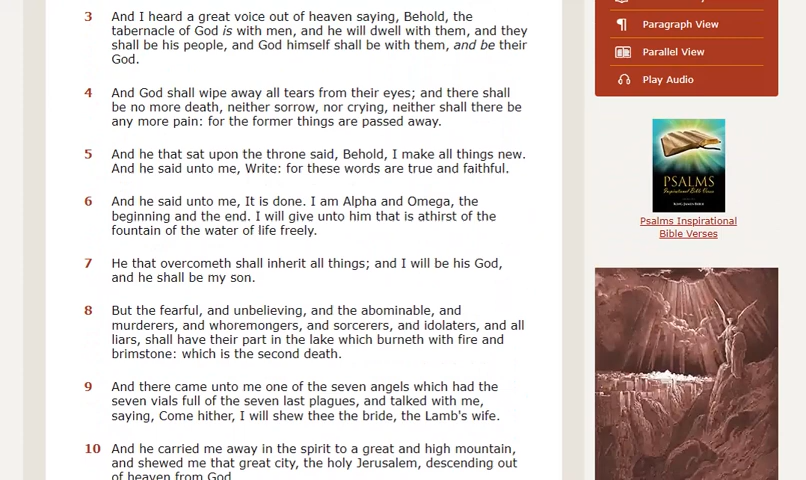 3 And I heard a great voice out of heaven saying, Behold, the
tabernacle of God is with men, and he will dwell with them, and they
shall be his people, and God himself shall be with them, and be their
God.
4 And God shall wipe away all tears from their eyes; and there shall
be no more death, neither sorrow, nor crying, neither shall there be
any more pain: for the former things are passed away.
5 And he that sat upon the throne said, Behold, I make all things new.
And he said unto me, Write: for these words are true and faithful.
6 And he said unto me, It is done. I am Alpha and Omega, the
beginning and the end. I will give unto him that is athirst of the
fountain of the water of life freely.
7 He that overcometh shall inherit all things; and I will be his God,
and he shall be my son.
8 But the fearful, and unbelieving, and the abominable, and
murderers, and whoremongers, and sorcerers, and idolaters, and all
liars, shall have their part in the lake which burneth with fire and
brimstone: which is the second death.
9 And there came unto me one of the seven angels which had the
seven vials full of the seven last plagues, and talked with me,
saying, Come hither, I will shew thee the bride, the Lamb's wife.
10 And he carried me away in the spirit to a great and high mountain,
and shewed me that great city, the holy Jerusalem, descending out
of heaven from God
Paragraph View
Parallel View
Play Audio
PSALMS
Inspirational Bible Verses
Psalms Inspirational
Bible Verses